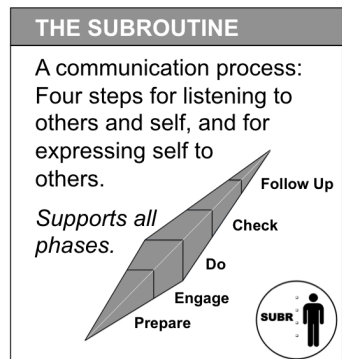 THE SUBROUTINE
A communication process:
Four steps for listening to
others and self, and for
expressing self to
others.
Supports all
phases.
Follow Up
Check
Do
Engage
Prepare
SUBR